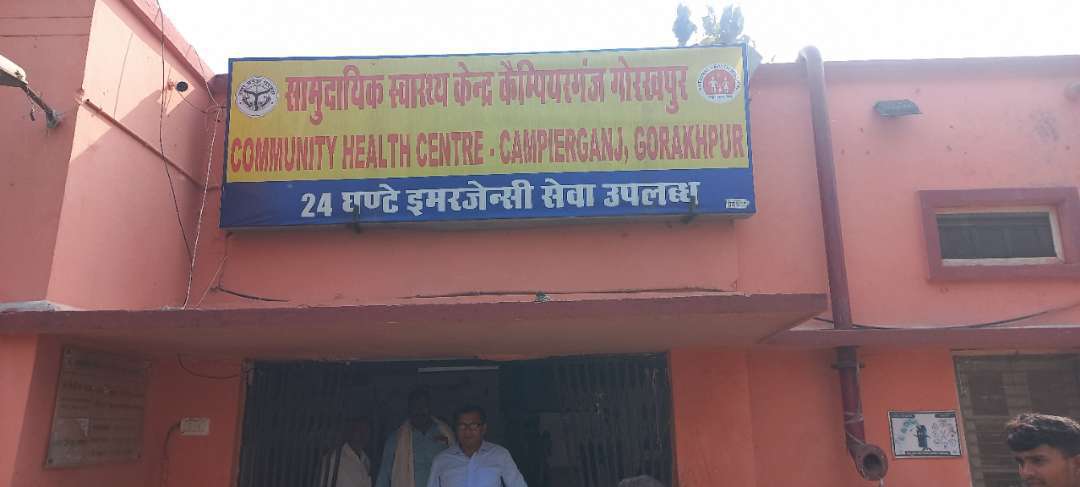 सामुदायिक स्वास्थ्य केन्द्र कैम्पियरगंज गोरखपुर
COMMUNITY HEALTH CENTRE - CAMPIERGANJ, GORAKHPUR
24 घण्टे इमरजेन्सी सेवा उपलब्ध